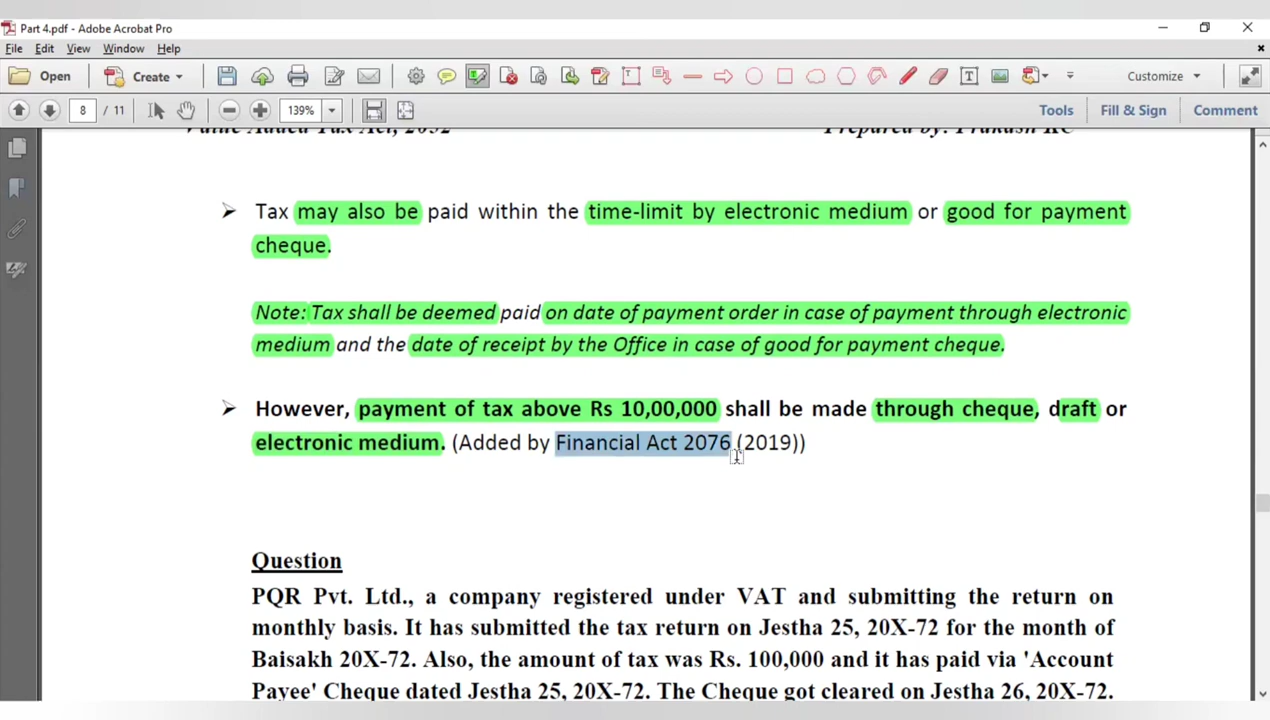 Part 4.pdf - Adobe Acrobat Pro
File Edit View Window Help
Open Create Customize
8 / 11 139% Tools Fill & Sign Comment
Value Added Tax Act, 2052 Prepared by: Prakash KC
➢ Tax may also be paid within the time-limit by electronic medium or good for payment
cheque.
Note: Tax shall be deemed paid on date of payment order in case of payment through electronic
medium and the date of receipt by the Office in case of good for payment cheque.
➢ However, payment of tax above Rs 10,00,000 shall be made through cheque, draft or
electronic medium. (Added by Financial Act 2076 (2019))
Question
PQR Pvt. Ltd., a company registered under VAT and submitting the return on
monthly basis. It has submitted the tax return on Jestha 25, 20X-72 for the month of
Baisakh 20X-72. Also, the amount of tax was Rs. 100,000 and it has paid via 'Account
Payee' Cheque dated Jestha 25, 20X-72. The Cheque got cleared on Jestha 26, 20X-72.